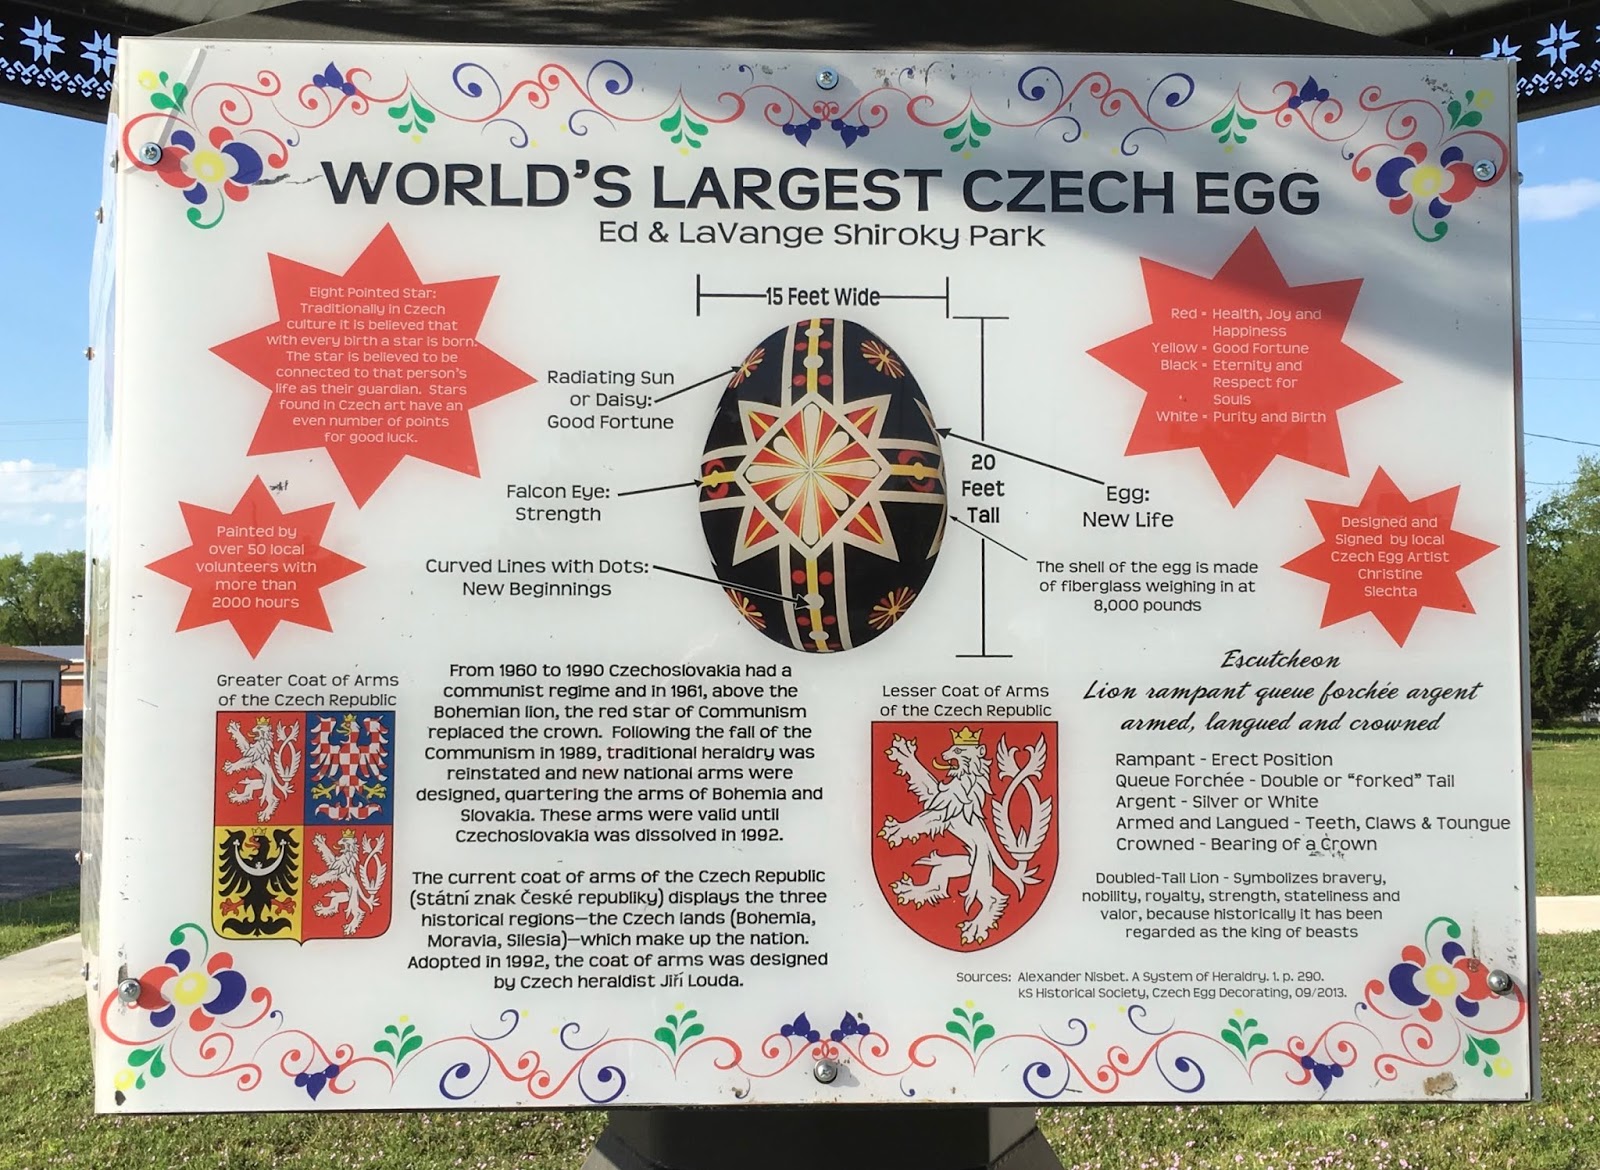 WORLD'S LARGEST CZECH EGG
Ed & LaVange Shiroky Park
Eight Pointed Star:
Traditionally in Czech
culture it is believed that
with every birth a star is born.
The star is believed to be
connected to that person's
life as their guardian. Stars
found in Czech art have an
even number of points
for good luck.
Painted by
over 50 local
volunteers with
more than
2000 hours
15 Feet Wide
20
Feet
Tall
Radiating Sun
or Daisy:
Good Fortune
Falcon Eye:
Strength
Curved Lines with Dots:
New Beginnings
Egg:
New Life
The shell of the egg is made
of fiberglass weighing in at
8,000 pounds
Red = Health, Joy and
Happiness
Yellow = Good Fortune
Black = Eternity and
Respect for
Souls
White = Purity and Birth
Designed and
Signed by local
Czech Egg Artist
Christine
Slechta
Greater Coat of Arms
of the Czech Republic
From 1960 to 1990 Czechoslovakia had a
communist regime and in 1961, above the
Bohemian lion, the red star of Communism
replaced the crown. Following the fall of the
Communism in 1989, traditional heraldry was
reinstated and new national arms were
designed, quartering the arms of Bohemia and
Slovakia. These arms were valid until
Czechoslovakia was dissolved in 1992.
The current coat of arms of the Czech Republic
(Státní znak České republiky) displays the three
historical regions—the Czech lands (Bohemia,
Moravia, Silesia)—which make up the nation.
Adopted in 1992, the coat of arms was designed
by Czech heraldist Jiří Louda.
Lesser Coat of Arms
of the Czech Republic
Escutcheon
Lion rampant queue forchée argent
armed, langued and crowned
Rampant - Erect Position
Queue Forchée - Double or "forked" Tail
Argent - Silver or White
Armed and Langued - Teeth, Claws & Toungue
Crowned - Bearing of a Crown
Doubled-Tail Lion - Symbolizes bravery,
nobility, royalty, strength, stateliness and
valor, because historically it has been
regarded as the king of beasts
Sources: Alexander Nisbet. A System of Heraldry. 1. p. 290.
KS Historical Society, Czech Egg Decorating, 09/2013.